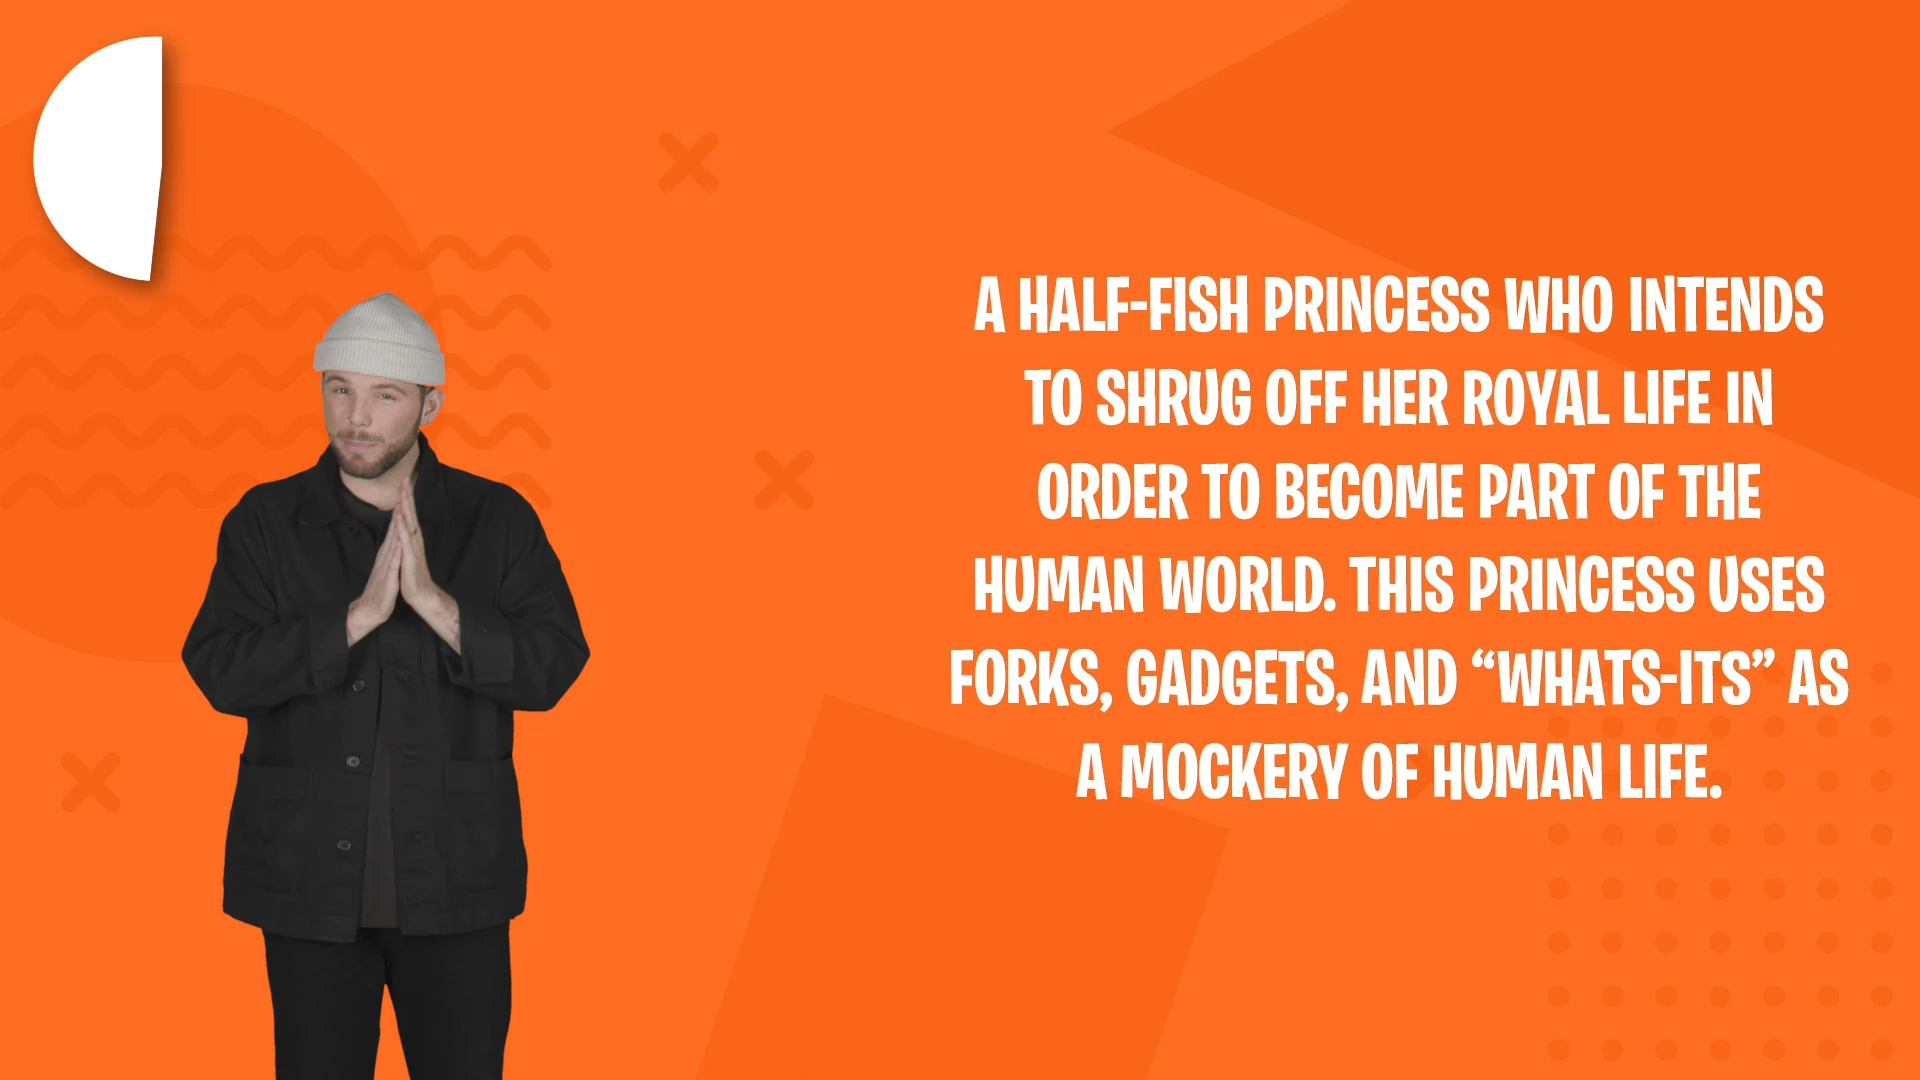 A HALF-FISH PRINCESS WHO INTENDS
TO SHRUG OFF HER ROYAL LIFE IN
ORDER TO BECOME PART OF THE
HUMAN WORLD. THIS PRINCESS USES
FORKS, GADGETS, AND “WHATS-ITS” AS
A MOCKERY OF HUMAN LIFE.